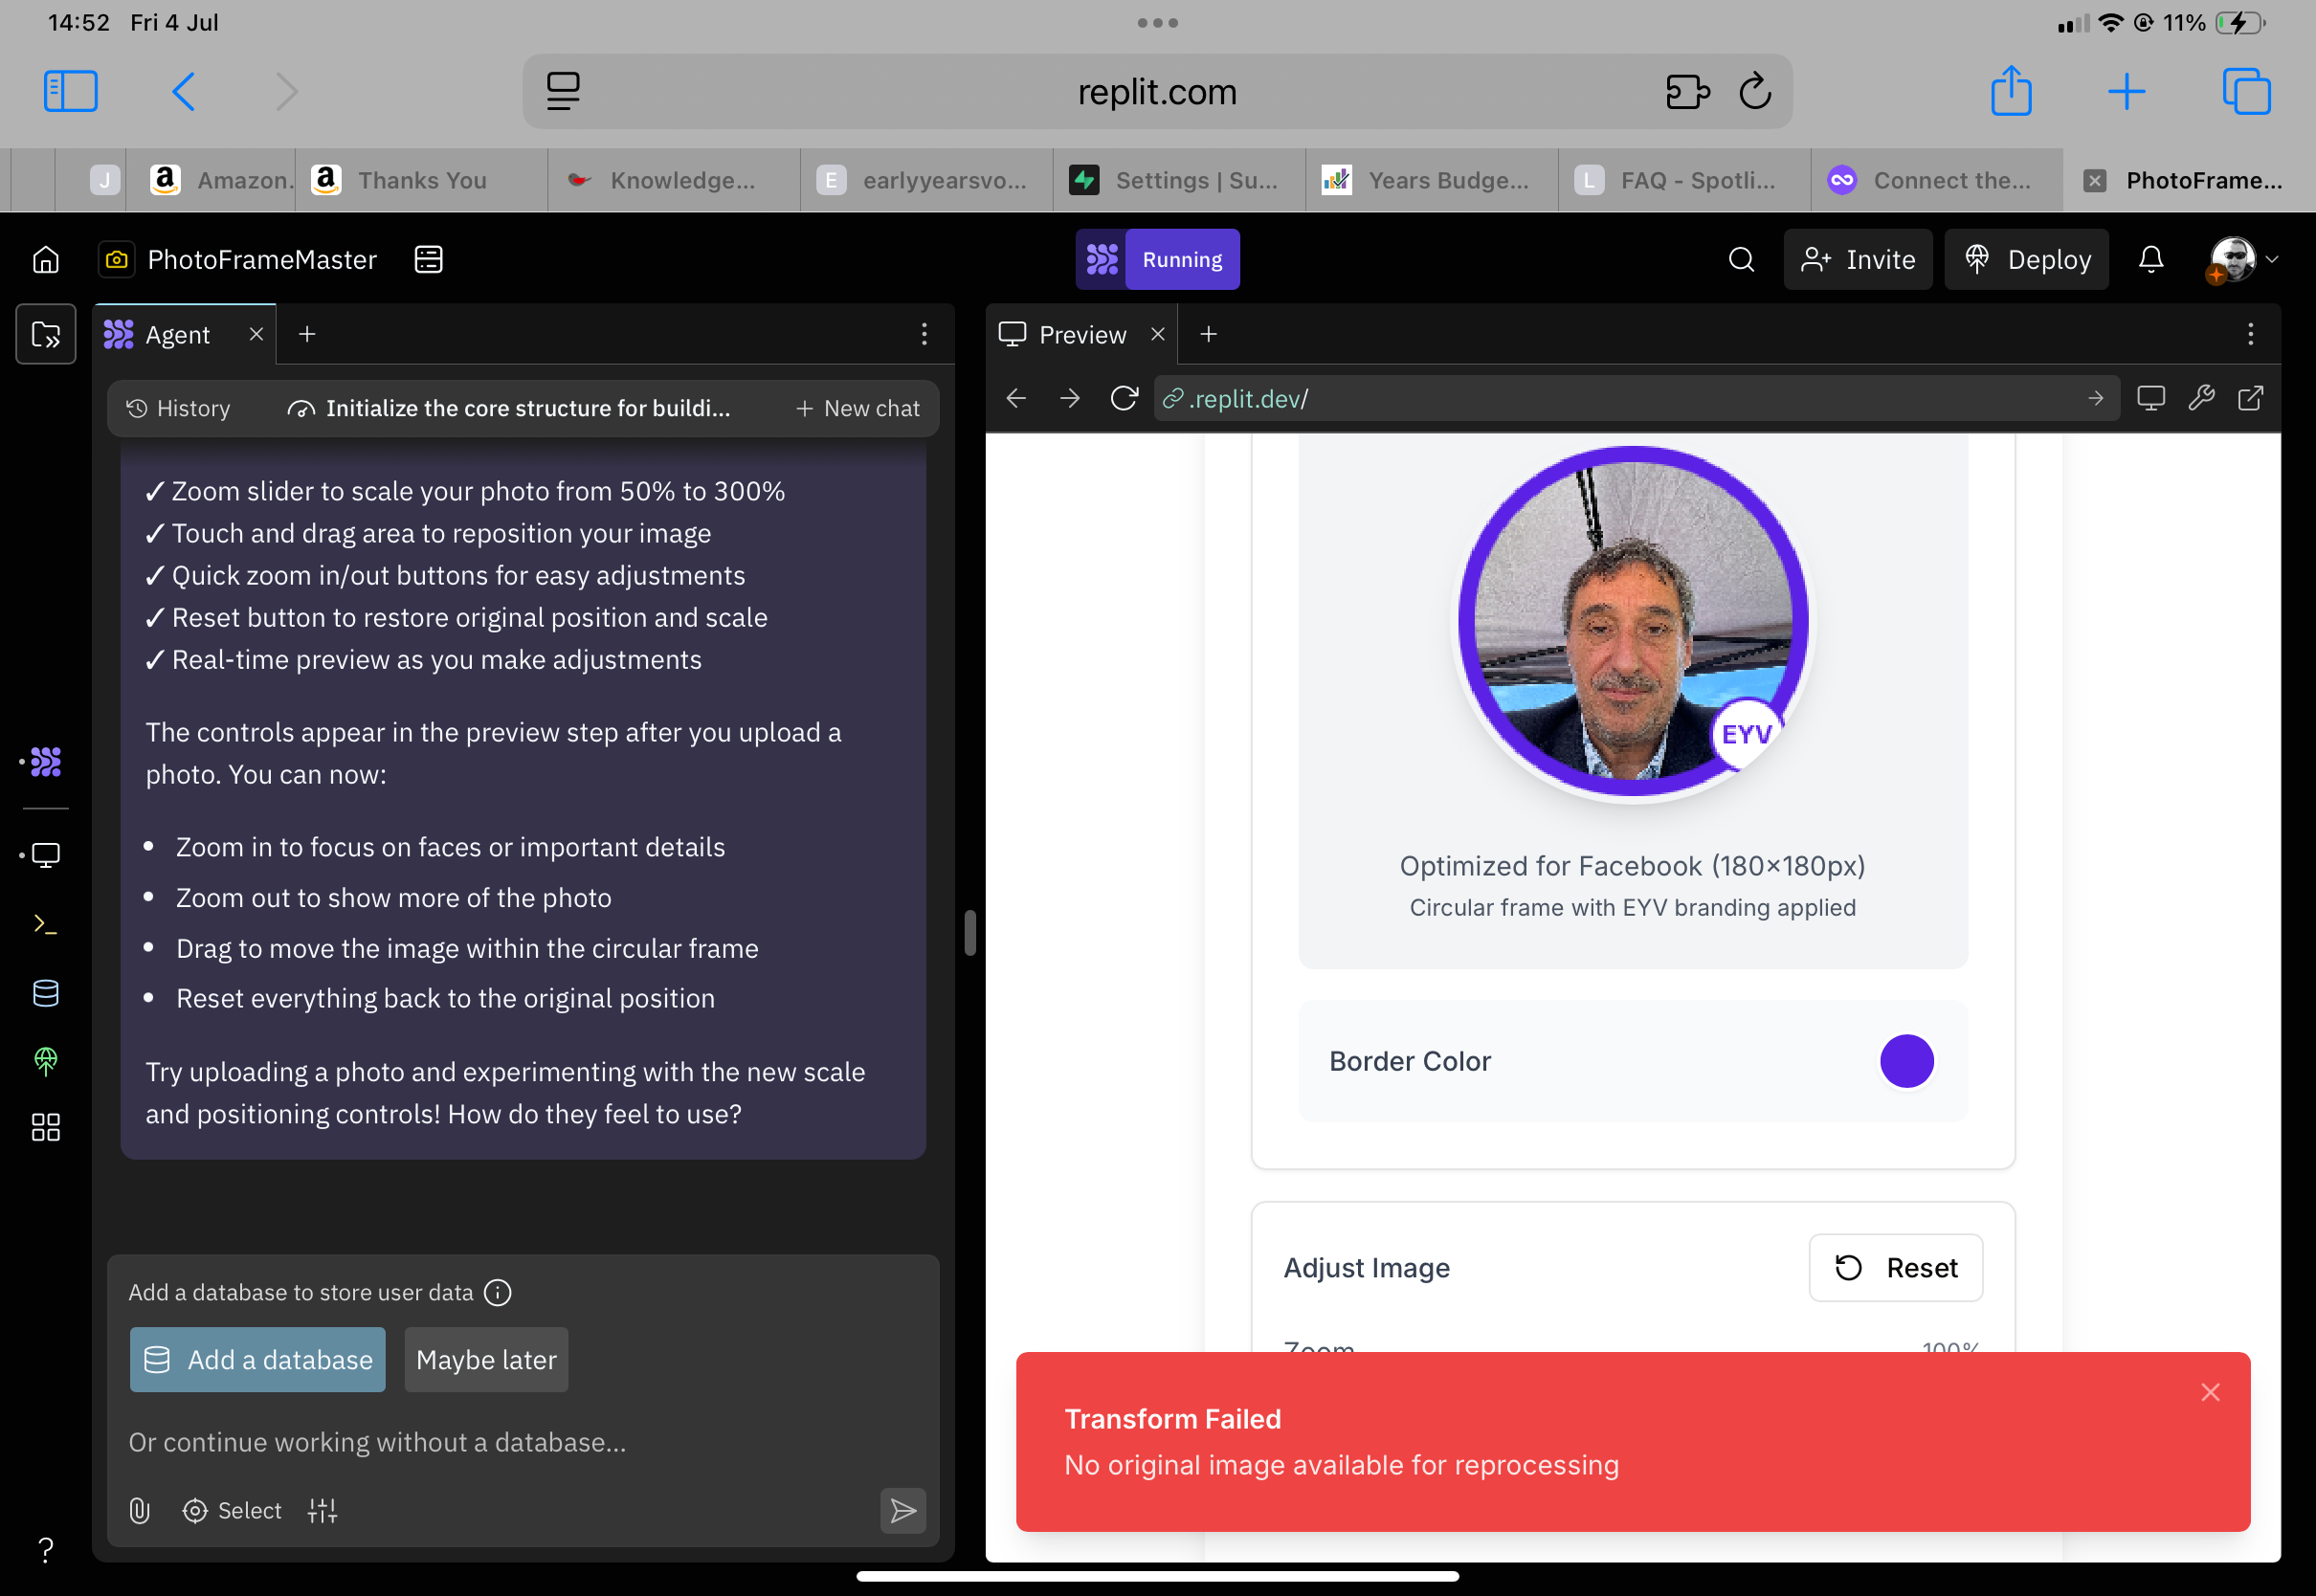 14:52 Fri 4 Jul
11%
replit.com
J
Amazon.
Thanks You
Knowledge...
E earlyyearsvo...
Settings | Su...
Years Budge...
L FAQ - Spotli...
Connect the...
PhotoFrame...
PhotoFrameMaster
Running
Invite
Deploy
Agent
History
Initialize the core structure for buildi...
+ New chat
✓ Zoom slider to scale your photo from 50% to 300%
✓ Touch and drag area to reposition your image
✓ Quick zoom in/out buttons for easy adjustments
✓ Reset button to restore original position and scale
✓ Real-time preview as you make adjustments
The controls appear in the preview step after you upload a
photo. You can now:
• Zoom in to focus on faces or important details
• Zoom out to show more of the photo
• Drag to move the image within the circular frame
• Reset everything back to the original position
Try uploading a photo and experimenting with the new scale
and positioning controls! How do they feel to use?
Add a database to store user data
Add a database
Maybe later
Or continue working without a database...
Select
Preview
.replit.dev/
EYV
Optimized for Facebook (180×180px)
Circular frame with EYV branding applied
Border Color
Adjust Image
Reset
Zoom
100%
Transform Failed
No original image available for reprocessing